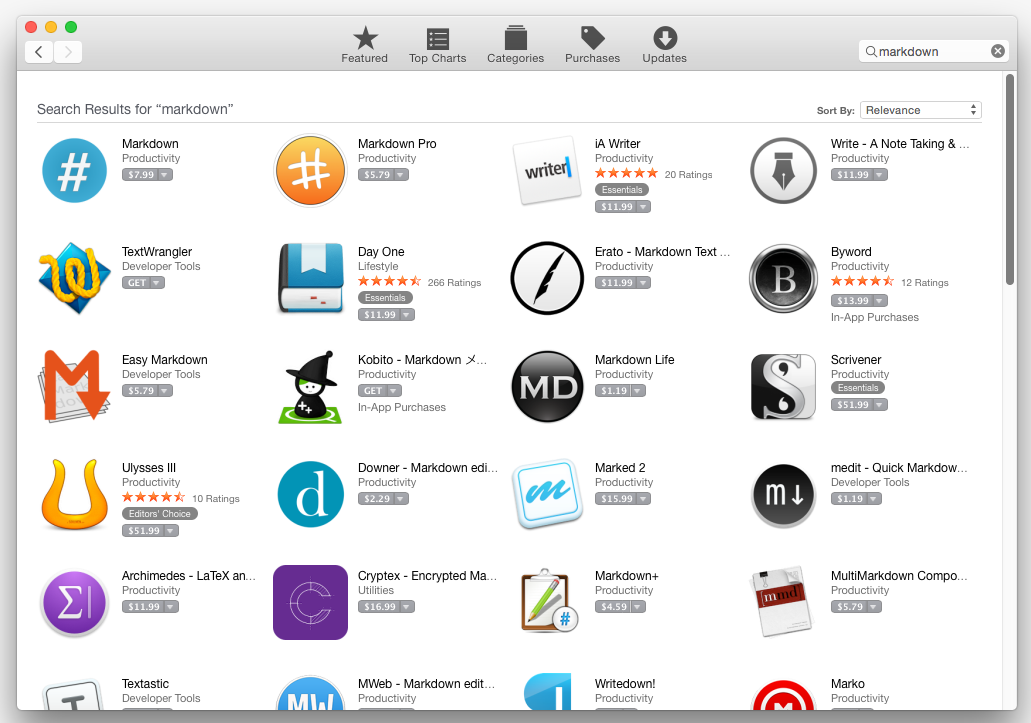 Featured
Top Charts
Categories
Purchases
Updates
markdown
Search Results for “markdown”
Sort By:
Relevance
#
Markdown
Productivity
$7.99
#
Markdown Pro
Productivity
$5.79
writer
iA Writer
Productivity
20 Ratings
Essentials
$11.99
Write - A Note Taking & ...
Productivity
$11.99
TextWrangler
Developer Tools
GET
Day One
Lifestyle
266 Ratings
Essentials
$11.99
Erato - Markdown Text ...
Productivity
$11.99
B
Byword
Productivity
12 Ratings
$13.99
In-App Purchases
M
Easy Markdown
Developer Tools
$5.79
Kobito - Markdown メ...
Productivity
GET
In-App Purchases
MD
Markdown Life
Productivity
$1.19
S
Scrivener
Productivity
Essentials
$51.99
Ulysses III
Productivity
10 Ratings
Editors' Choice
$51.99
d
Downer - Markdown edi...
Productivity
$2.29
m
Marked 2
Productivity
$15.99
m↓
medit - Quick Markdow...
Developer Tools
$1.19
Σ|
Archimedes - LaTeX an...
Productivity
$11.99
C
Cryptex - Encrypted Ma...
Utilities
$16.99
#
Markdown+
Productivity
$4.59
[mmd]
MultiMarkdown Compo...
Productivity
$5.79
T
Textastic
Developer Tools
MW
MWeb - Markdown edit...
Productivity
Writedown!
Productivity
M
Marko
Productivity